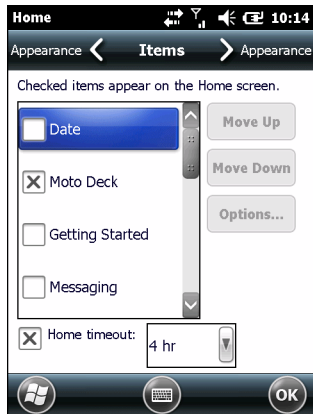 Home 10:14
Appearance Items Appearance
Checked items appear on the Home screen.
Date
Moto Deck
Getting Started
Messaging
Move Up
Move Down
Options...
Home timeout: 4 hr
OK